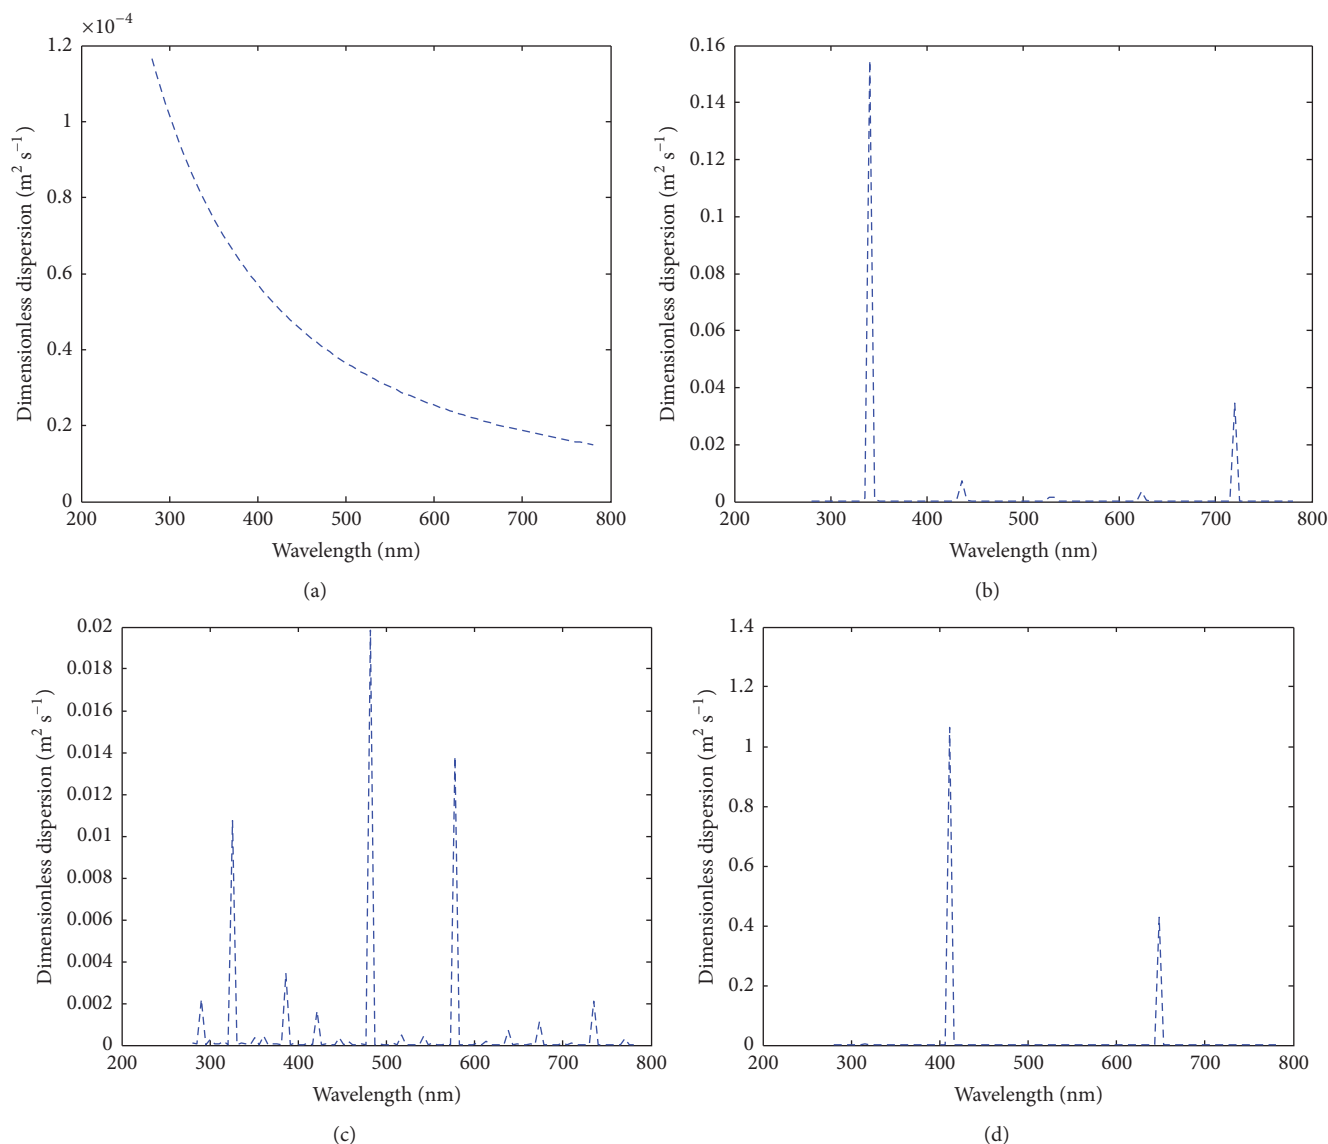 ×10⁻⁴
1.2
1
0.8
0.6
0.4
0.2
0
200 300 400 500 600 700 800
Dimensionless dispersion (m² s⁻¹)
Wavelength (nm)
(a)
0.16
0.14
0.12
0.1
0.08
0.06
0.04
0.02
0
200 300 400 500 600 700 800
Dimensionless dispersion (m² s⁻¹)
Wavelength (nm)
(b)
0.02
0.018
0.016
0.014
0.012
0.01
0.008
0.006
0.004
0.002
0
200 300 400 500 600 700 800
Dimensionless dispersion (m² s⁻¹)
Wavelength (nm)
(c)
1.4
1.2
1
0.8
0.6
0.4
0.2
0
200 300 400 500 600 700 800
Dimensionless dispersion (m² s⁻¹)
Wavelength (nm)
(d)